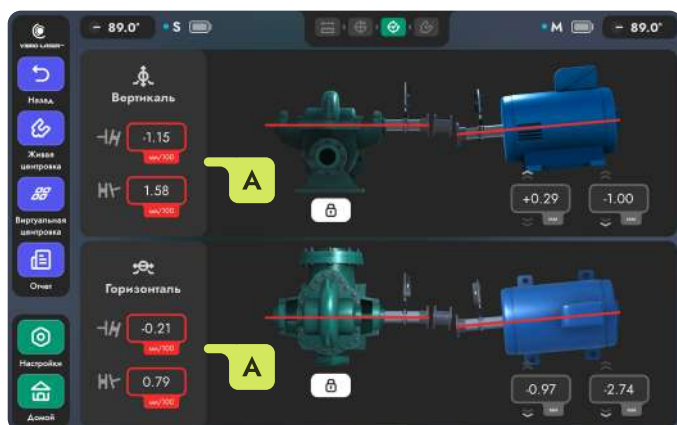 - 89.0°
S
M
- 89.0°
VIBRO LASER™
Назад
Живая
центровка
Виртуальная
центровка
Отчет
Настройки
Домой
Вертикаль
-1.15
мм/100
1.58
мм/100
A
+0.29
мм
-1.00
мм
Горизонталь
-0.21
мм/100
0.79
мм/100
A
-0.97
мм
-2.74
мм